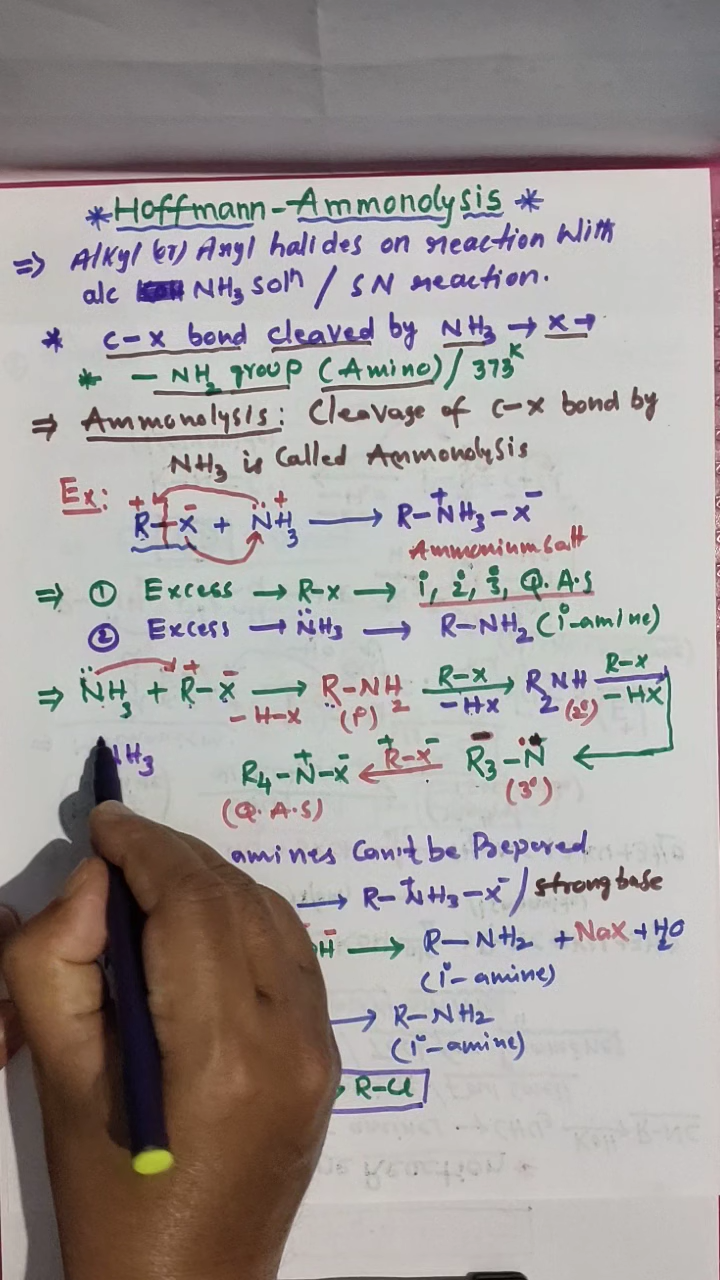 *Hoffmann-Ammonolysis *
⇒ Alkyl (or) Aryl halides on reaction With
alc NH3 solⁿ / SN reaction.
* C-X bond cleaved by NH3 → X →
* - NH2 group (Amino)/373K
⇒ Ammonolysis: Cleavage of C-X bond by
NH3 is Called Ammonolysis
Ex: R-X + NH3 → R-NH3-X
Ammonium Salt
⇒ ① Excess → R-X → 1°, 2°, 3°, Q.A.S
② Excess → NH3 → R-NH2 (1°-amine)
⇒ NH3 + R-X → R-NH2 R-X → R2NH R-X
-H-X (1°) -HX (2°) -HX
NH3 R4-N-X ← R-X R3-N ←
(Q.A.S) (3°)
amines Can't be Prepered
→ R-NH3-X / strong base
OH → R-NH2 + NaX + H2O
(1°-amine)
→ R-NH2
(1°-amine)
R-Cl